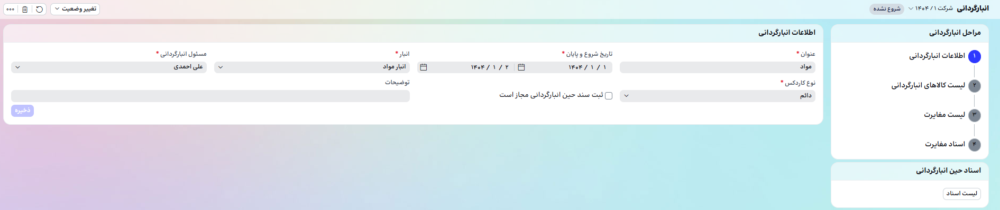 انبارگردانی شرکت ۱ / ۱۴۰۴ شروع نشده
تغییر وضعیت
مراحل انبارگردانی
۱ اطلاعات انبارگردانی
۲ لیست کالاهای انبارگردانی
۳ لیست مغایرت
۴ اسناد مغایرت
اسناد حین انبارگردانی
لیست اسناد
اطلاعات انبارگردانی
عنوان * تاریخ شروع و پایان * انبار * مسئول انبارگردانی *
مواد ۱۴۰۴ / ۱ / ۱ ۱۴۰۴ / ۱ / ۲ انبار مواد علی احمدی
نوع کاردکس * توضیحات
دائم ثبت سند حین انبارگردانی مجاز است
ذخیره